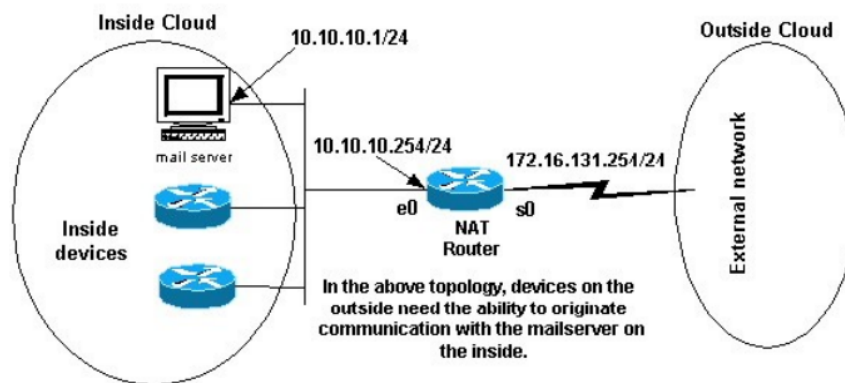 Inside Cloud
Outside Cloud
10.10.10.1/24
mail server
10.10.10.254/24
172.16.131.254/24
External network
e0
s0
Inside
devices
NAT
Router
In the above topology, devices on the
outside need the ability to originate
communication with the mailserver on
the inside.